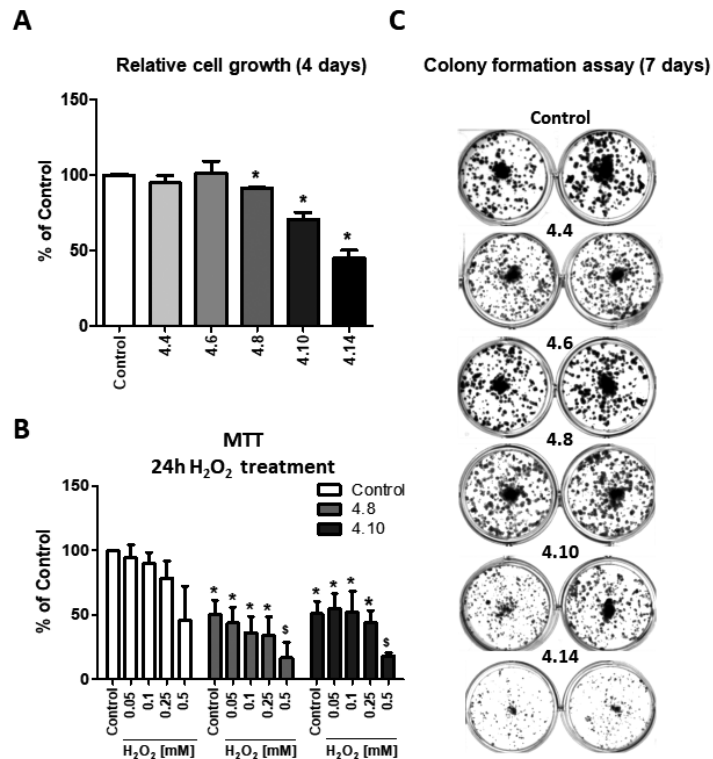 A
Relative cell growth (4 days)
150
100
50
0
% of Control
*
*
*
Control
4.4
4.6
4.8
4.10
4.14
B
MTT
24h H₂O₂ treatment
Control
4.8
4.10
150
100
50
0
% of Control
* * * * $
* * * * $
Control 0.05 0.1 0.25 0.5
Control 0.05 0.1 0.25 0.5
Control 0.05 0.1 0.25 0.5
H₂O₂ [mM] H₂O₂ [mM] H₂O₂ [mM]
C
Colony formation assay (7 days)
Control
4.4
4.6
4.8
4.10
4.14